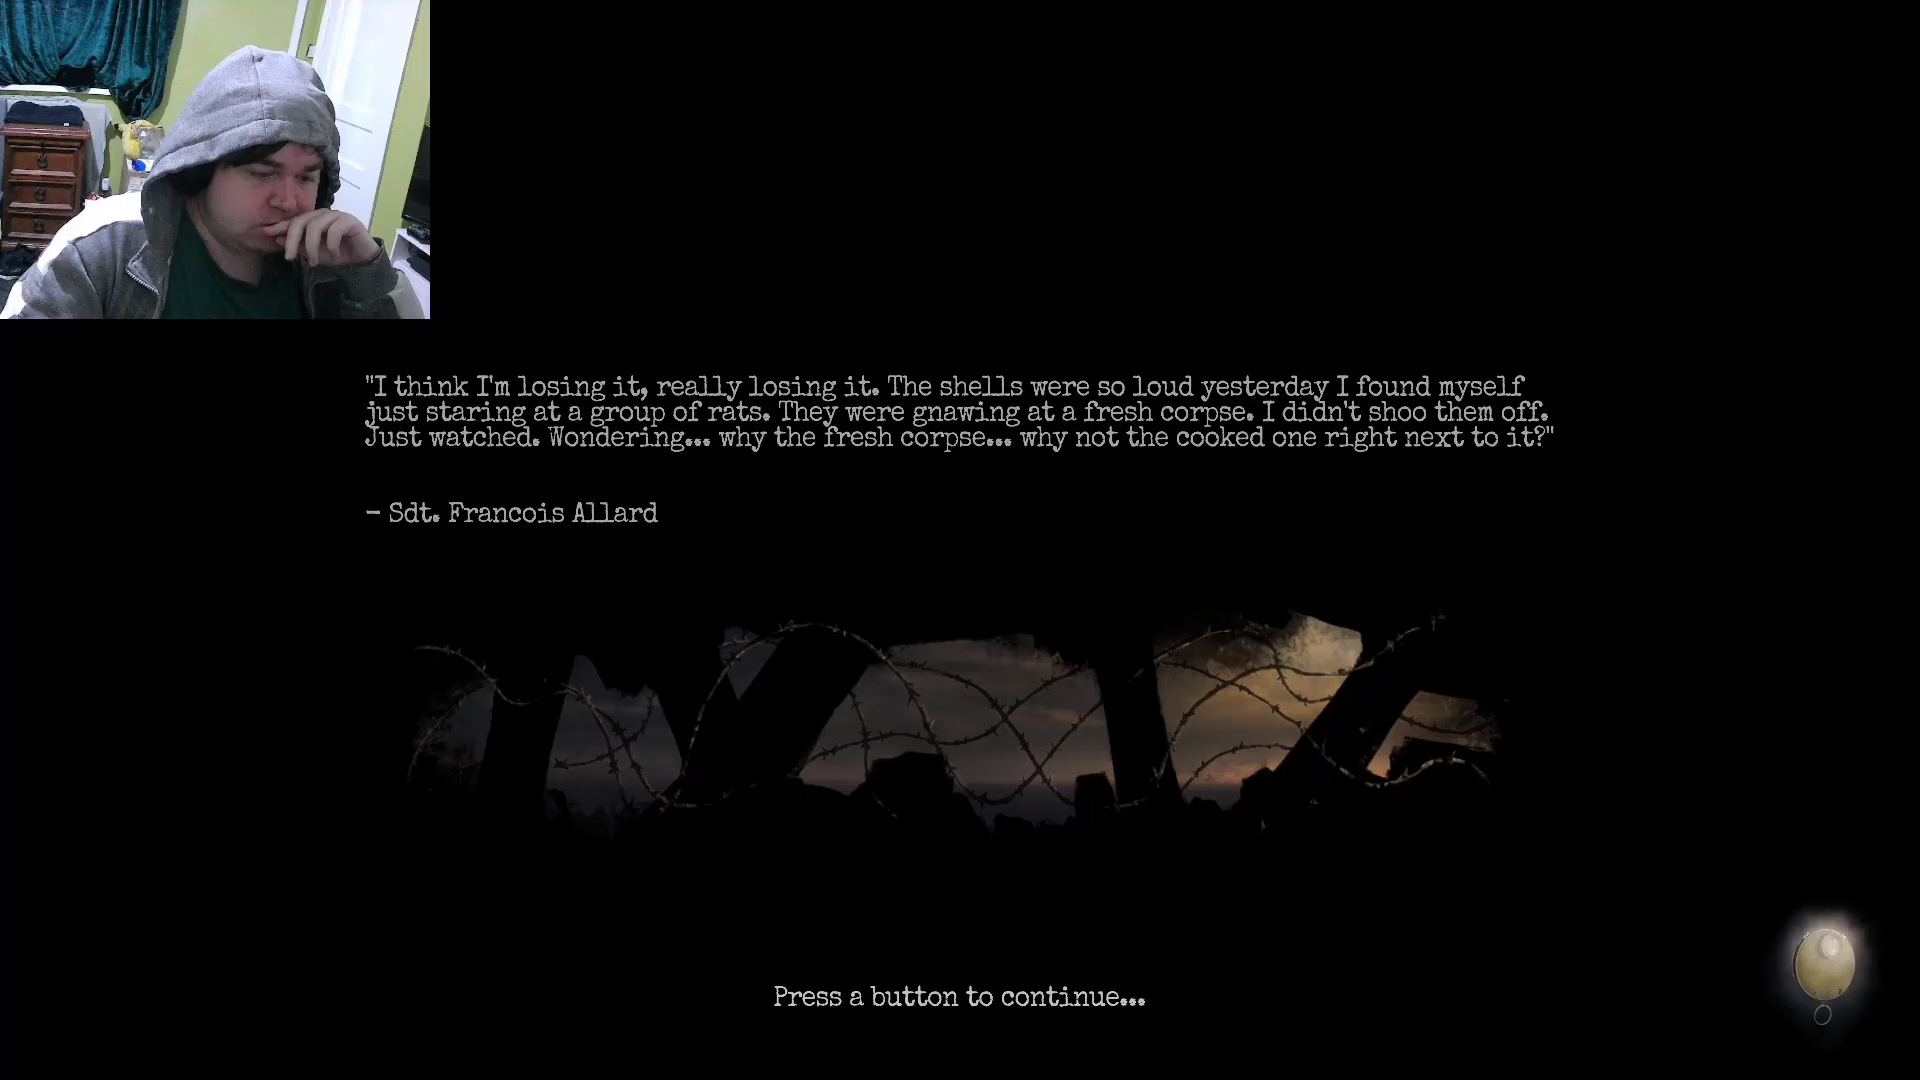 "I think I'm losing it, really losing it. The shells were so loud yesterday I found myself
just staring at a group of rats. They were gnawing at a fresh corpse. I didn't shoo them off.
Just watched. Wondering... why the fresh corpse... why not the cooked one right next to it?"
- Sdt. Francois Allard
Press a button to continue...